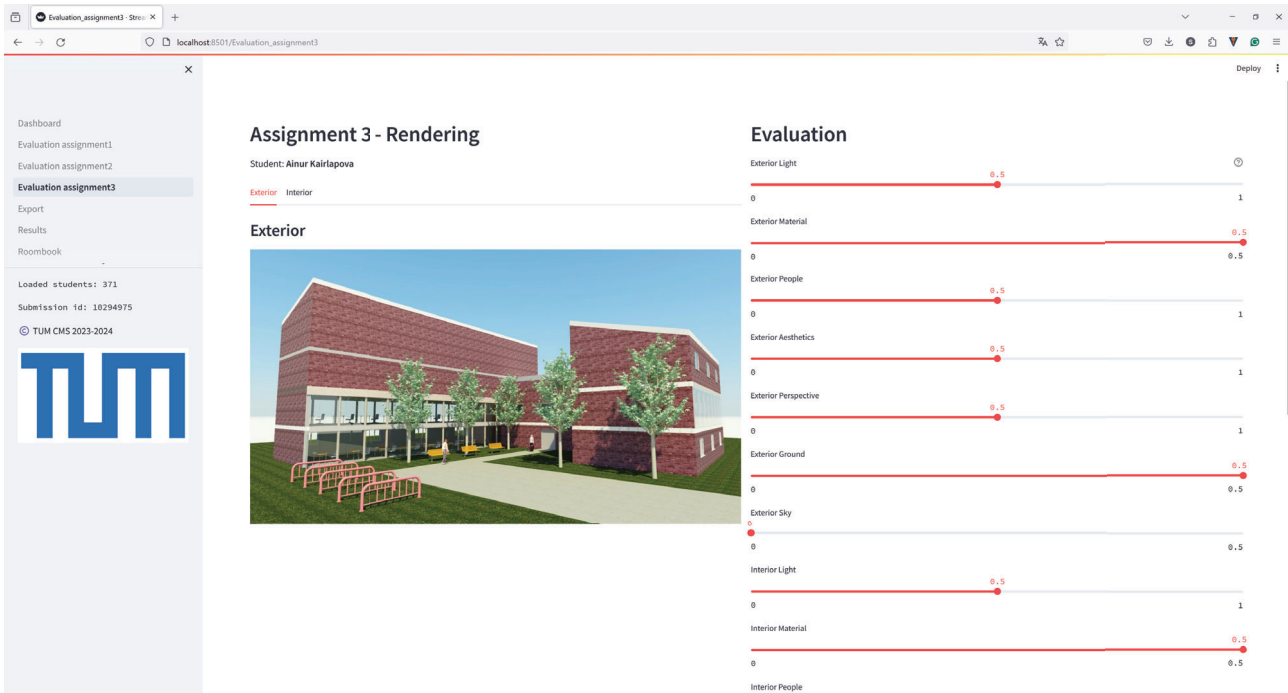 Evaluation_assignment3 · Strea
localhost:8501/Evaluation_assignment3
Deploy
Dashboard
Evaluation assignment1
Evaluation assignment2
Evaluation assignment3
Export
Results
Roombook
Loaded students: 371
Submission id: 10294975
© TUM CMS 2023-2024
TUM
Assignment 3 - Rendering
Student: Ainur Kairlapova
Exterior Interior
Exterior
Evaluation
Exterior Light
0.5
0 1
Exterior Material
0.5
0 0.5
Exterior People
0.5
0 1
Exterior Aesthetics
0.5
0 1
Exterior Perspective
0.5
0 1
Exterior Ground
0.5
0 0.5
Exterior Sky
0
0 0.5
Interior Light
0.5
0 1
Interior Material
0.5
0 0.5
Interior People